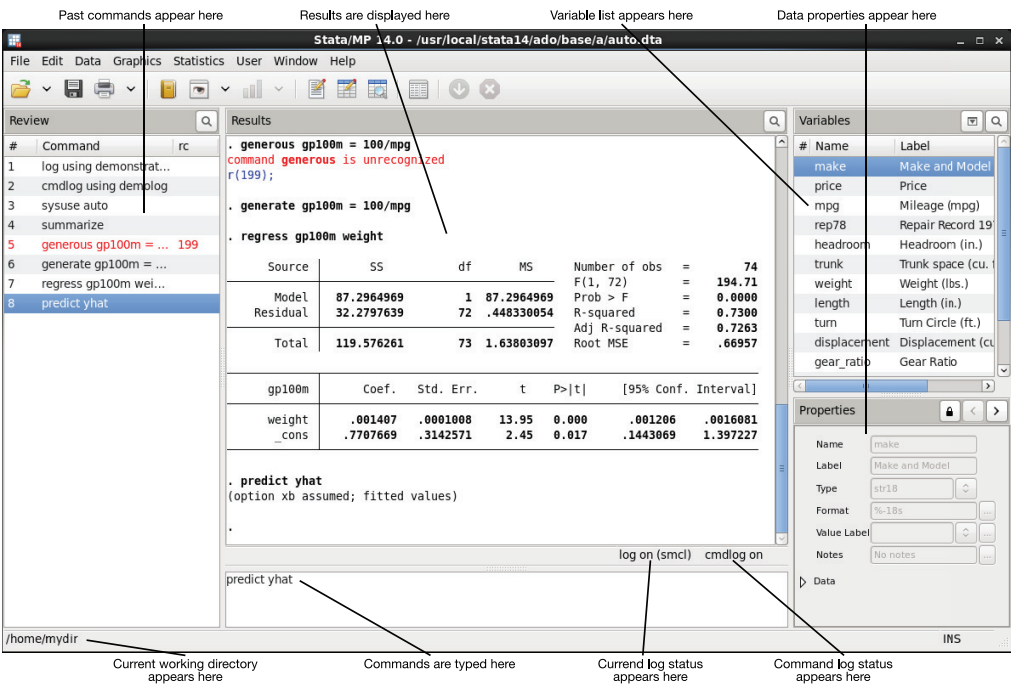 Past commands appear here
Results are displayed here
Variable list appears here
Data properties appear here
Stata/MP 14.0 - /usr/local/stata14/ado/base/a/auto.dta
File Edit Data Graphics Statistics User Window Help
Review
# Command rc
1 log using demonstrat...
2 cmdlog using demolog
3 sysuse auto
4 summarize
5 generous gp100m = ... 199
6 generate gp100m = ...
7 regress gp100m wei...
8 predict yhat
Results
. generous gp100m = 100/mpg
command generous is unrecognized
r(199);
. generate gp100m = 100/mpg
. regress gp100m weight
Source SS df MS Number of obs = 74
F(1, 72) = 194.71
Model 87.2964969 1 87.2964969 Prob > F = 0.0000
Residual 32.2797639 72 .448330054 R-squared = 0.7300
Adj R-squared = 0.7263
Total 119.576261 73 1.63803097 Root MSE = .66957
gp100m Coef. Std. Err. t P>|t| [95% Conf. Interval]
weight .001407 .0001008 13.95 0.000 .001206 .0016081
_cons .7707669 .3142571 2.45 0.017 .1443069 1.397227
. predict yhat
(option xb assumed; fitted values)
.
log on (smcl) cmdlog on
predict yhat
Variables
# Name Label
make Make and Model
price Price
mpg Mileage (mpg)
rep78 Repair Record 19
headroom Headroom (in.)
trunk Trunk space (cu.
weight Weight (lbs.)
length Length (in.)
turn Turn Circle (ft.)
displacement Displacement (cu
gear_ratio Gear Ratio
Properties
Name make
Label Make and Model
Type str18
Format %-18s
Value Label
Notes No notes
Data
/home/mydir
INS
Current working directory
appears here
Commands are typed here
Currend log status
appears here
Command log status
appears here